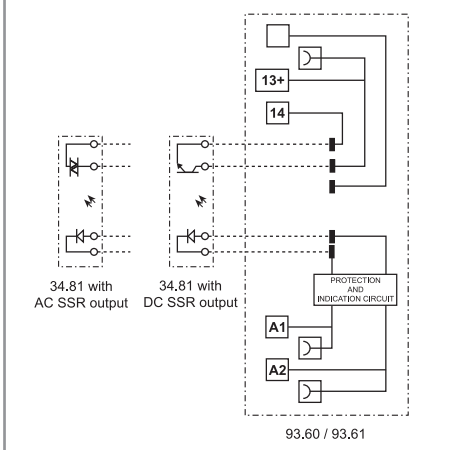 13+
14
34.81 with
AC SSR output
34.81 with
DC SSR output
PROTECTION
AND
INDICATION CIRCUIT
A1
A2
93.60 / 93.61